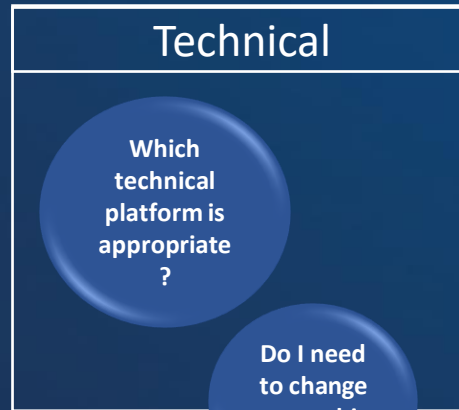 Technical
Which
technical
platform is
appropriate
?
Do I need
to change